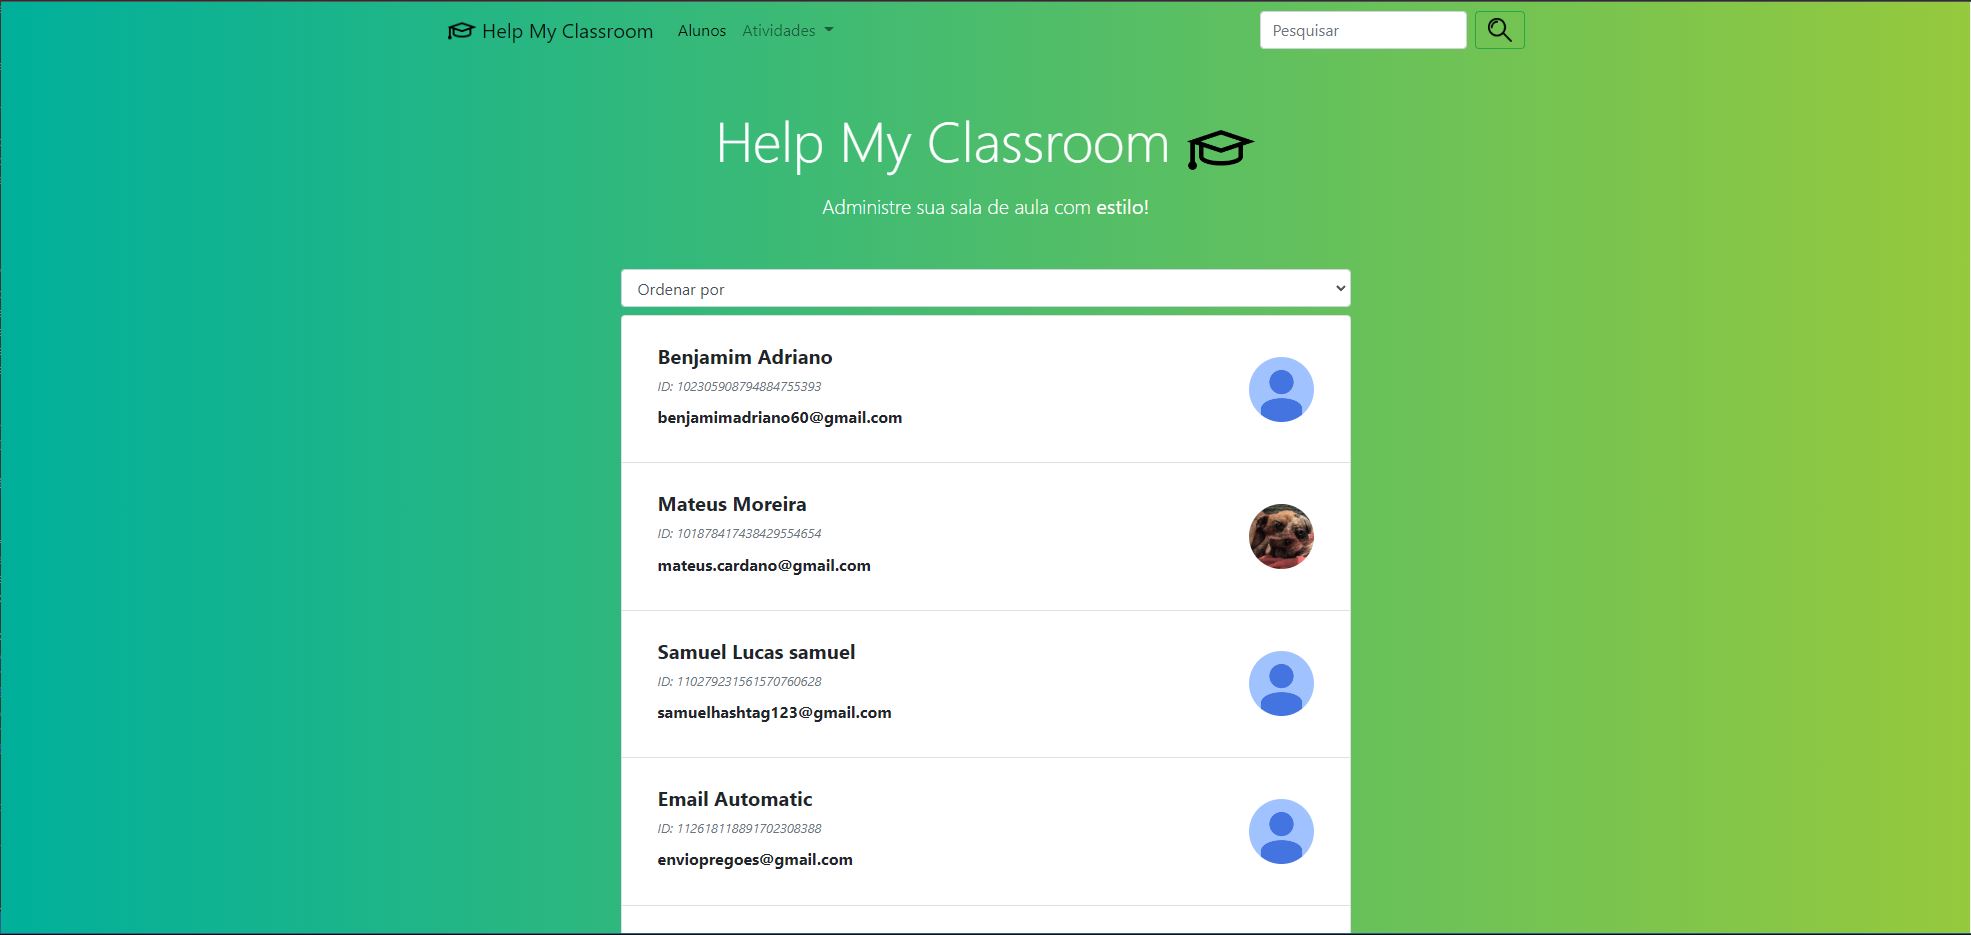 Help My Classroom Alunos Atividades Pesquisar
Help My Classroom
Administre sua sala de aula com estilo!
Ordenar por
Benjamim Adriano
ID: 102305908794884755393
benjamimadriano60@gmail.com
Mateus Moreira
ID: 101878417438429554654
mateus.cardano@gmail.com
Samuel Lucas samuel
ID: 110279231561570760628
samuelhashtag123@gmail.com
Email Automatic
ID: 112618118891702308388
enviopregoes@gmail.com